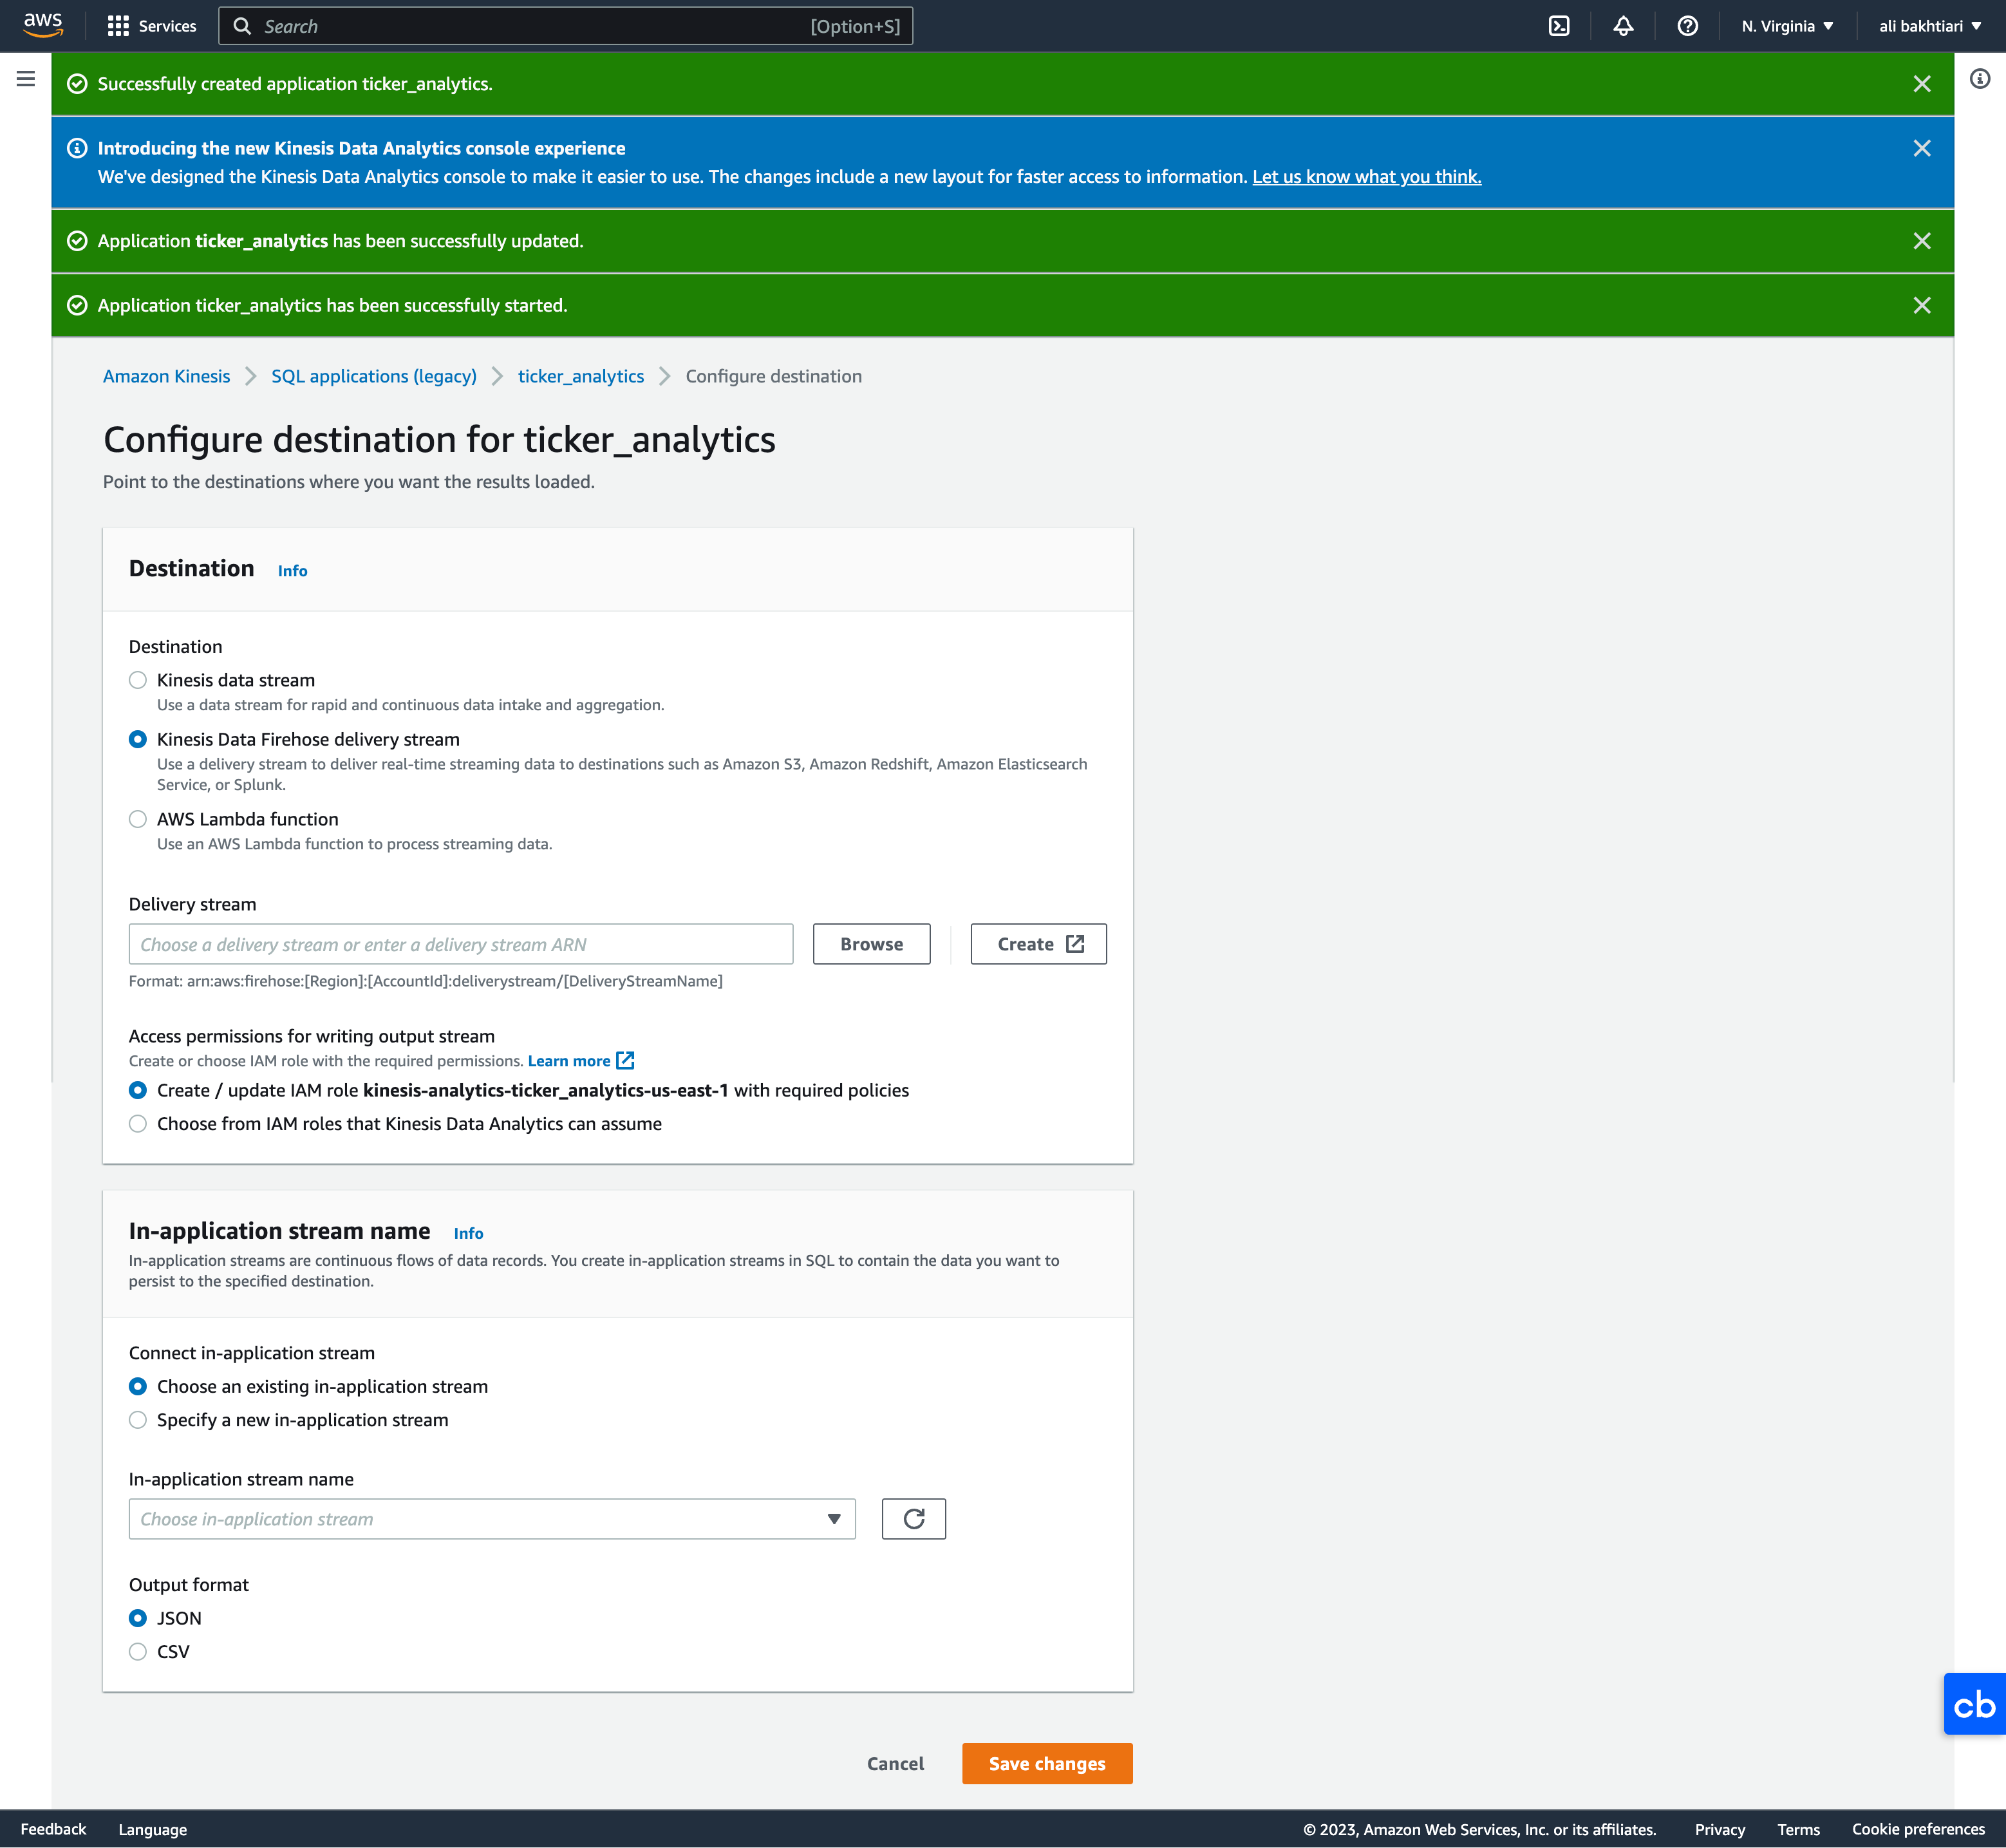 aws
Services
Search
[Option+S]
N. Virginia
ali bakhtiari
Successfully created application ticker_analytics.
Introducing the new Kinesis Data Analytics console experience
We've designed the Kinesis Data Analytics console to make it easier to use. The changes include a new layout for faster access to information. Let us know what you think.
Application ticker_analytics has been successfully updated.
Application ticker_analytics has been successfully started.
Amazon Kinesis
SQL applications (legacy)
ticker_analytics
Configure destination
Configure destination for ticker_analytics
Point to the destinations where you want the results loaded.
Destination
Info
Destination
Kinesis data stream
Use a data stream for rapid and continuous data intake and aggregation.
Kinesis Data Firehose delivery stream
Use a delivery stream to deliver real-time streaming data to destinations such as Amazon S3, Amazon Redshift, Amazon Elasticsearch
Service, or Splunk.
AWS Lambda function
Use an AWS Lambda function to process streaming data.
Delivery stream
Choose a delivery stream or enter a delivery stream ARN
Browse
Create
Format: arn:aws:firehose:[Region]:[AccountId]:deliverystream/[DeliveryStreamName]
Access permissions for writing output stream
Create or choose IAM role with the required permissions. Learn more
Create / update IAM role kinesis-analytics-ticker_analytics-us-east-1 with required policies
Choose from IAM roles that Kinesis Data Analytics can assume
In-application stream name
Info
In-application streams are continuous flows of data records. You create in-application streams in SQL to contain the data you want to
persist to the specified destination.
Connect in-application stream
Choose an existing in-application stream
Specify a new in-application stream
In-application stream name
Choose in-application stream
Output format
JSON
CSV
cb
Cancel
Save changes
Feedback
Language
© 2023, Amazon Web Services, Inc. or its affiliates.
Privacy
Terms
Cookie preferences